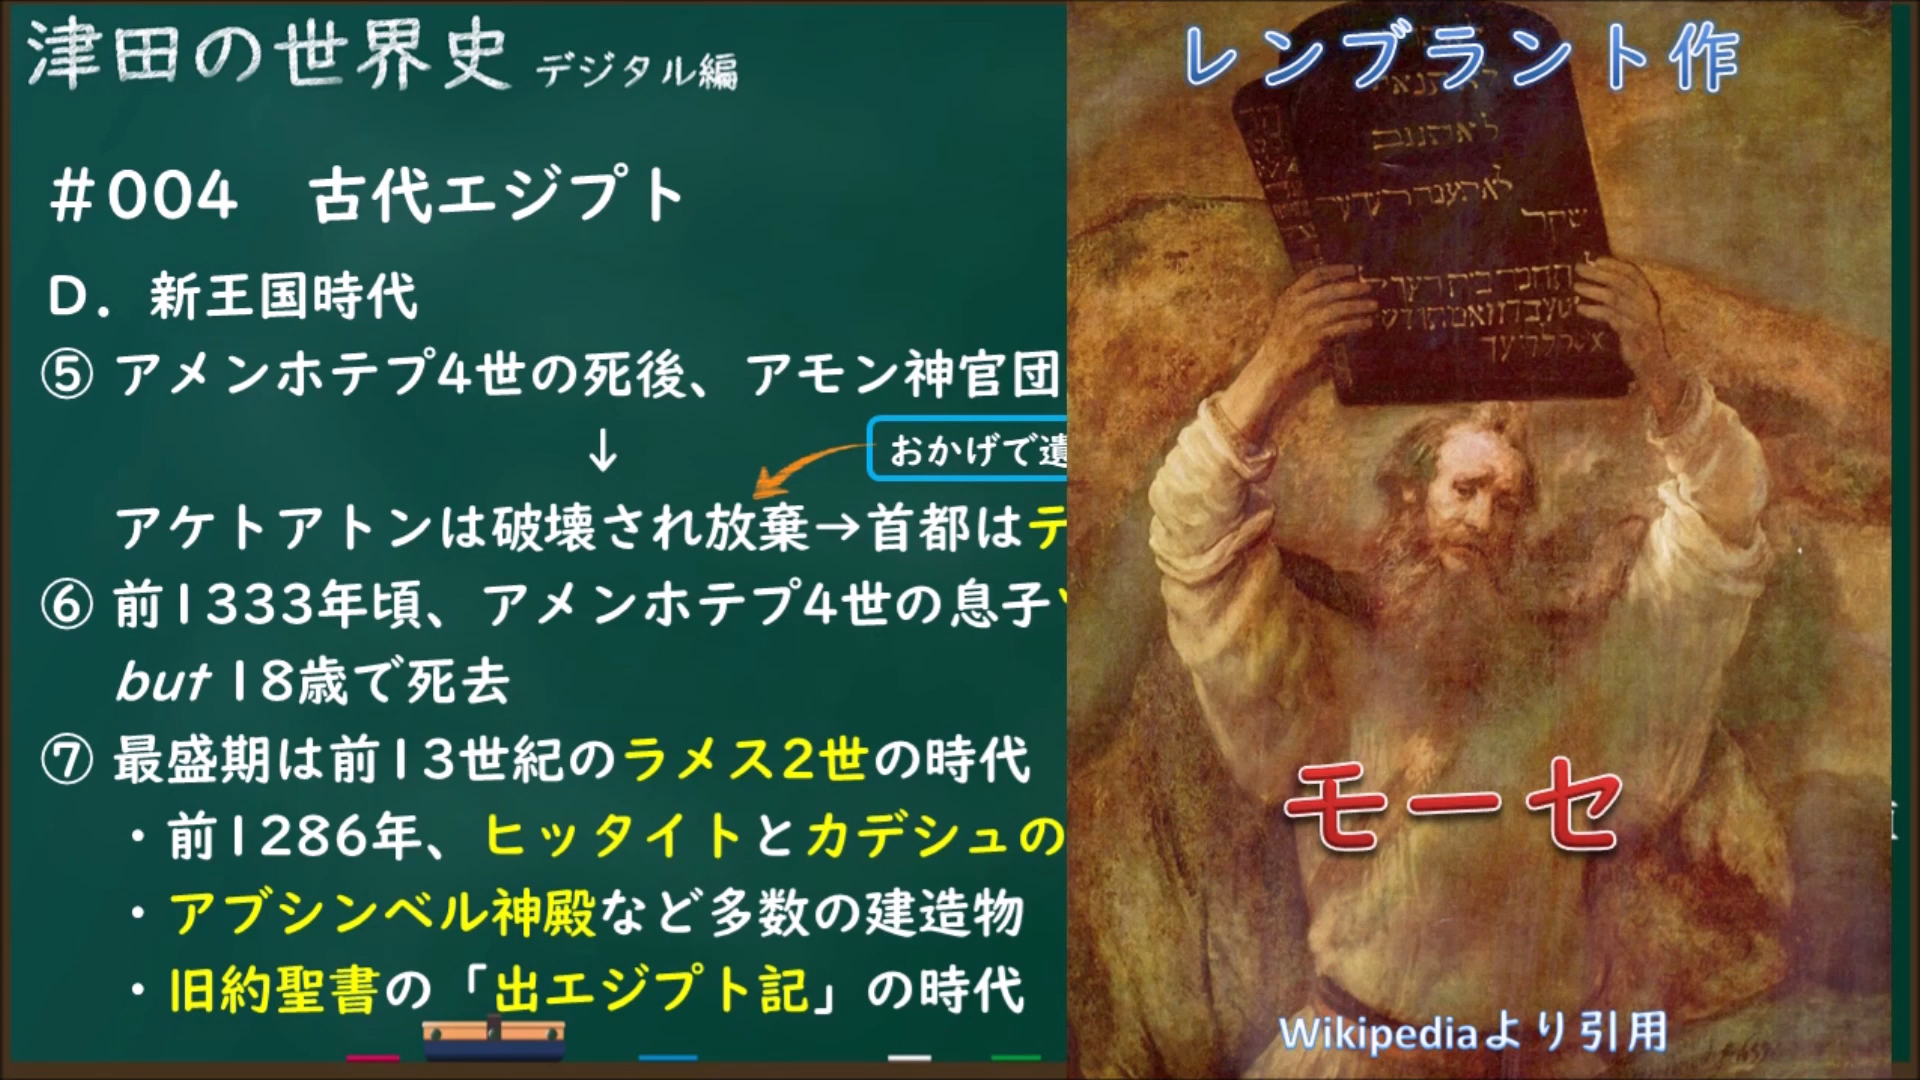 津田の世界史 デジタル編
#004 古代エジプト
D. 新王国時代
⑤ アメンホテプ4世の死後、アモン神官団
↓
おかげで遺
アケトアトンは破壊され放棄→首都はテ
⑥ 前1333年頃、アメンホテプ4世の息子
but 18歳で死去
⑦ 最盛期は前13世紀のラメス2世の時代
・前1286年、ヒッタイトとカデシュの
・アブシンベル神殿など多数の建造物
・旧約聖書の「出エジプト記」の時代
レンブラント作
モーセ
Wikipediaより引用